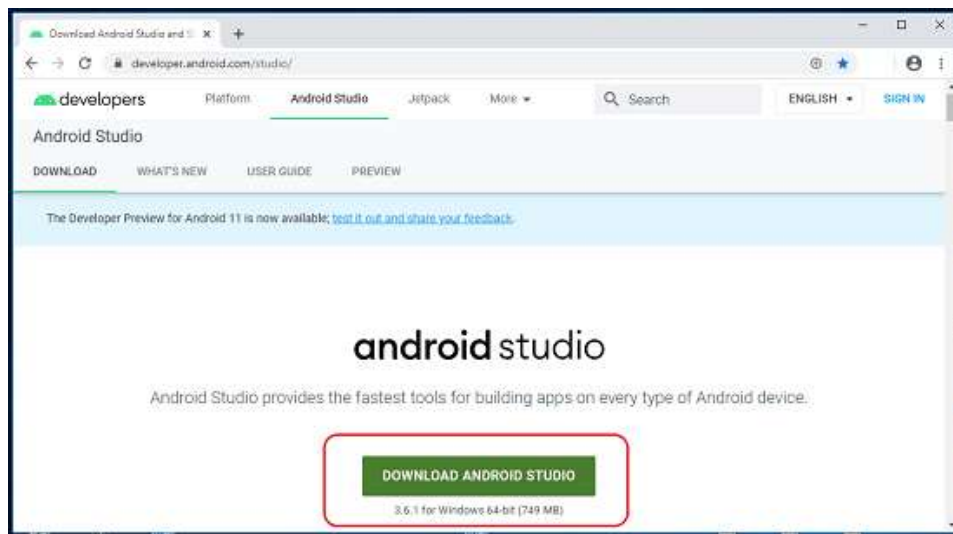 Download Android Studio and S
developer.android.com/studio/
developers Platform Android Studio Jetpack More Search ENGLISH SIGN IN
Android Studio
DOWNLOAD WHAT'S NEW USER GUIDE PREVIEW
The Developer Preview for Android 11 is now available; test it out and share your feedback.
android studio
Android Studio provides the fastest tools for building apps on every type of Android device.
DOWNLOAD ANDROID STUDIO
3.6.1 for Windows 64-bit (749 MB)